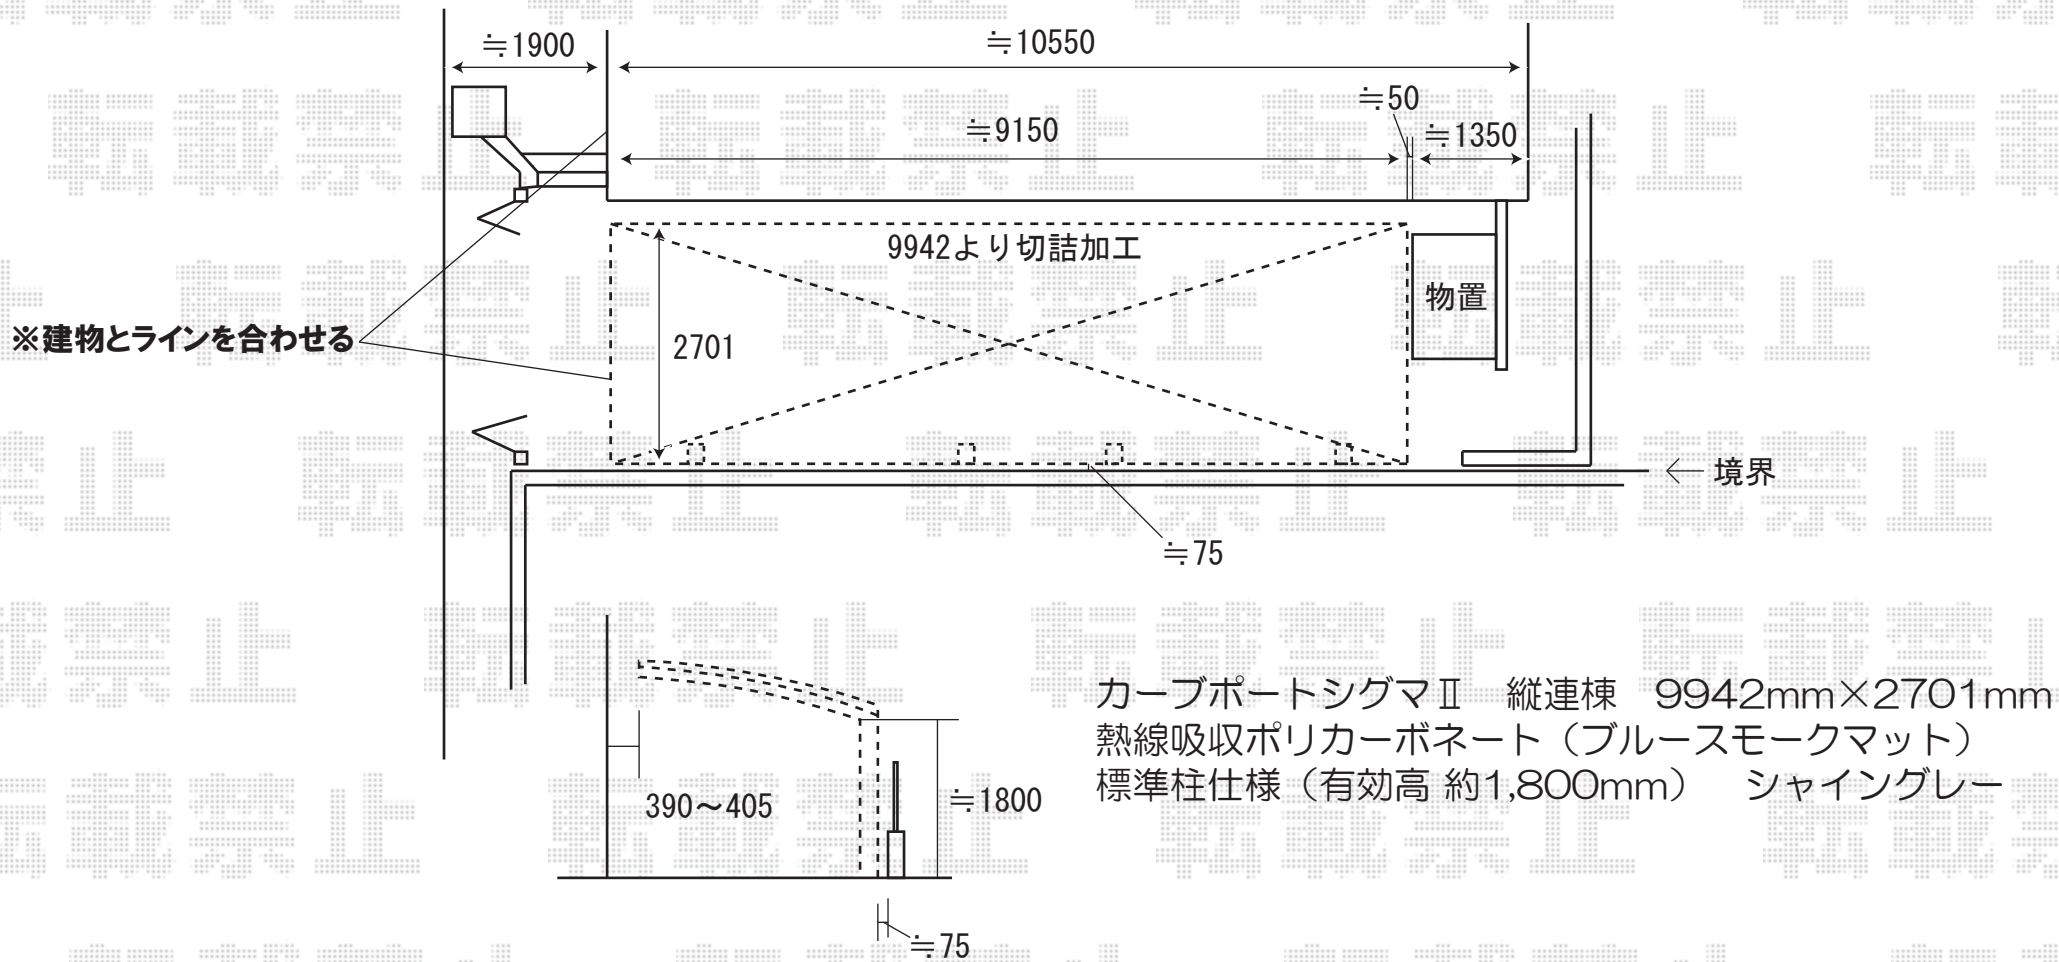 ≒1900
≒10550
≒50
≒9150
≒1350
9942より切詰加工
物置
※建物とラインを合わせる
2701
境界
≒75
カーブポートシグマⅡ　縦連棟　9942mm×2701mm
熱線吸収ポリカーボネート（ブルースモークマット）
標準柱仕様（有効高 約1,800mm）　シャイングレー
390～405
≒1800
≒75
転載禁止